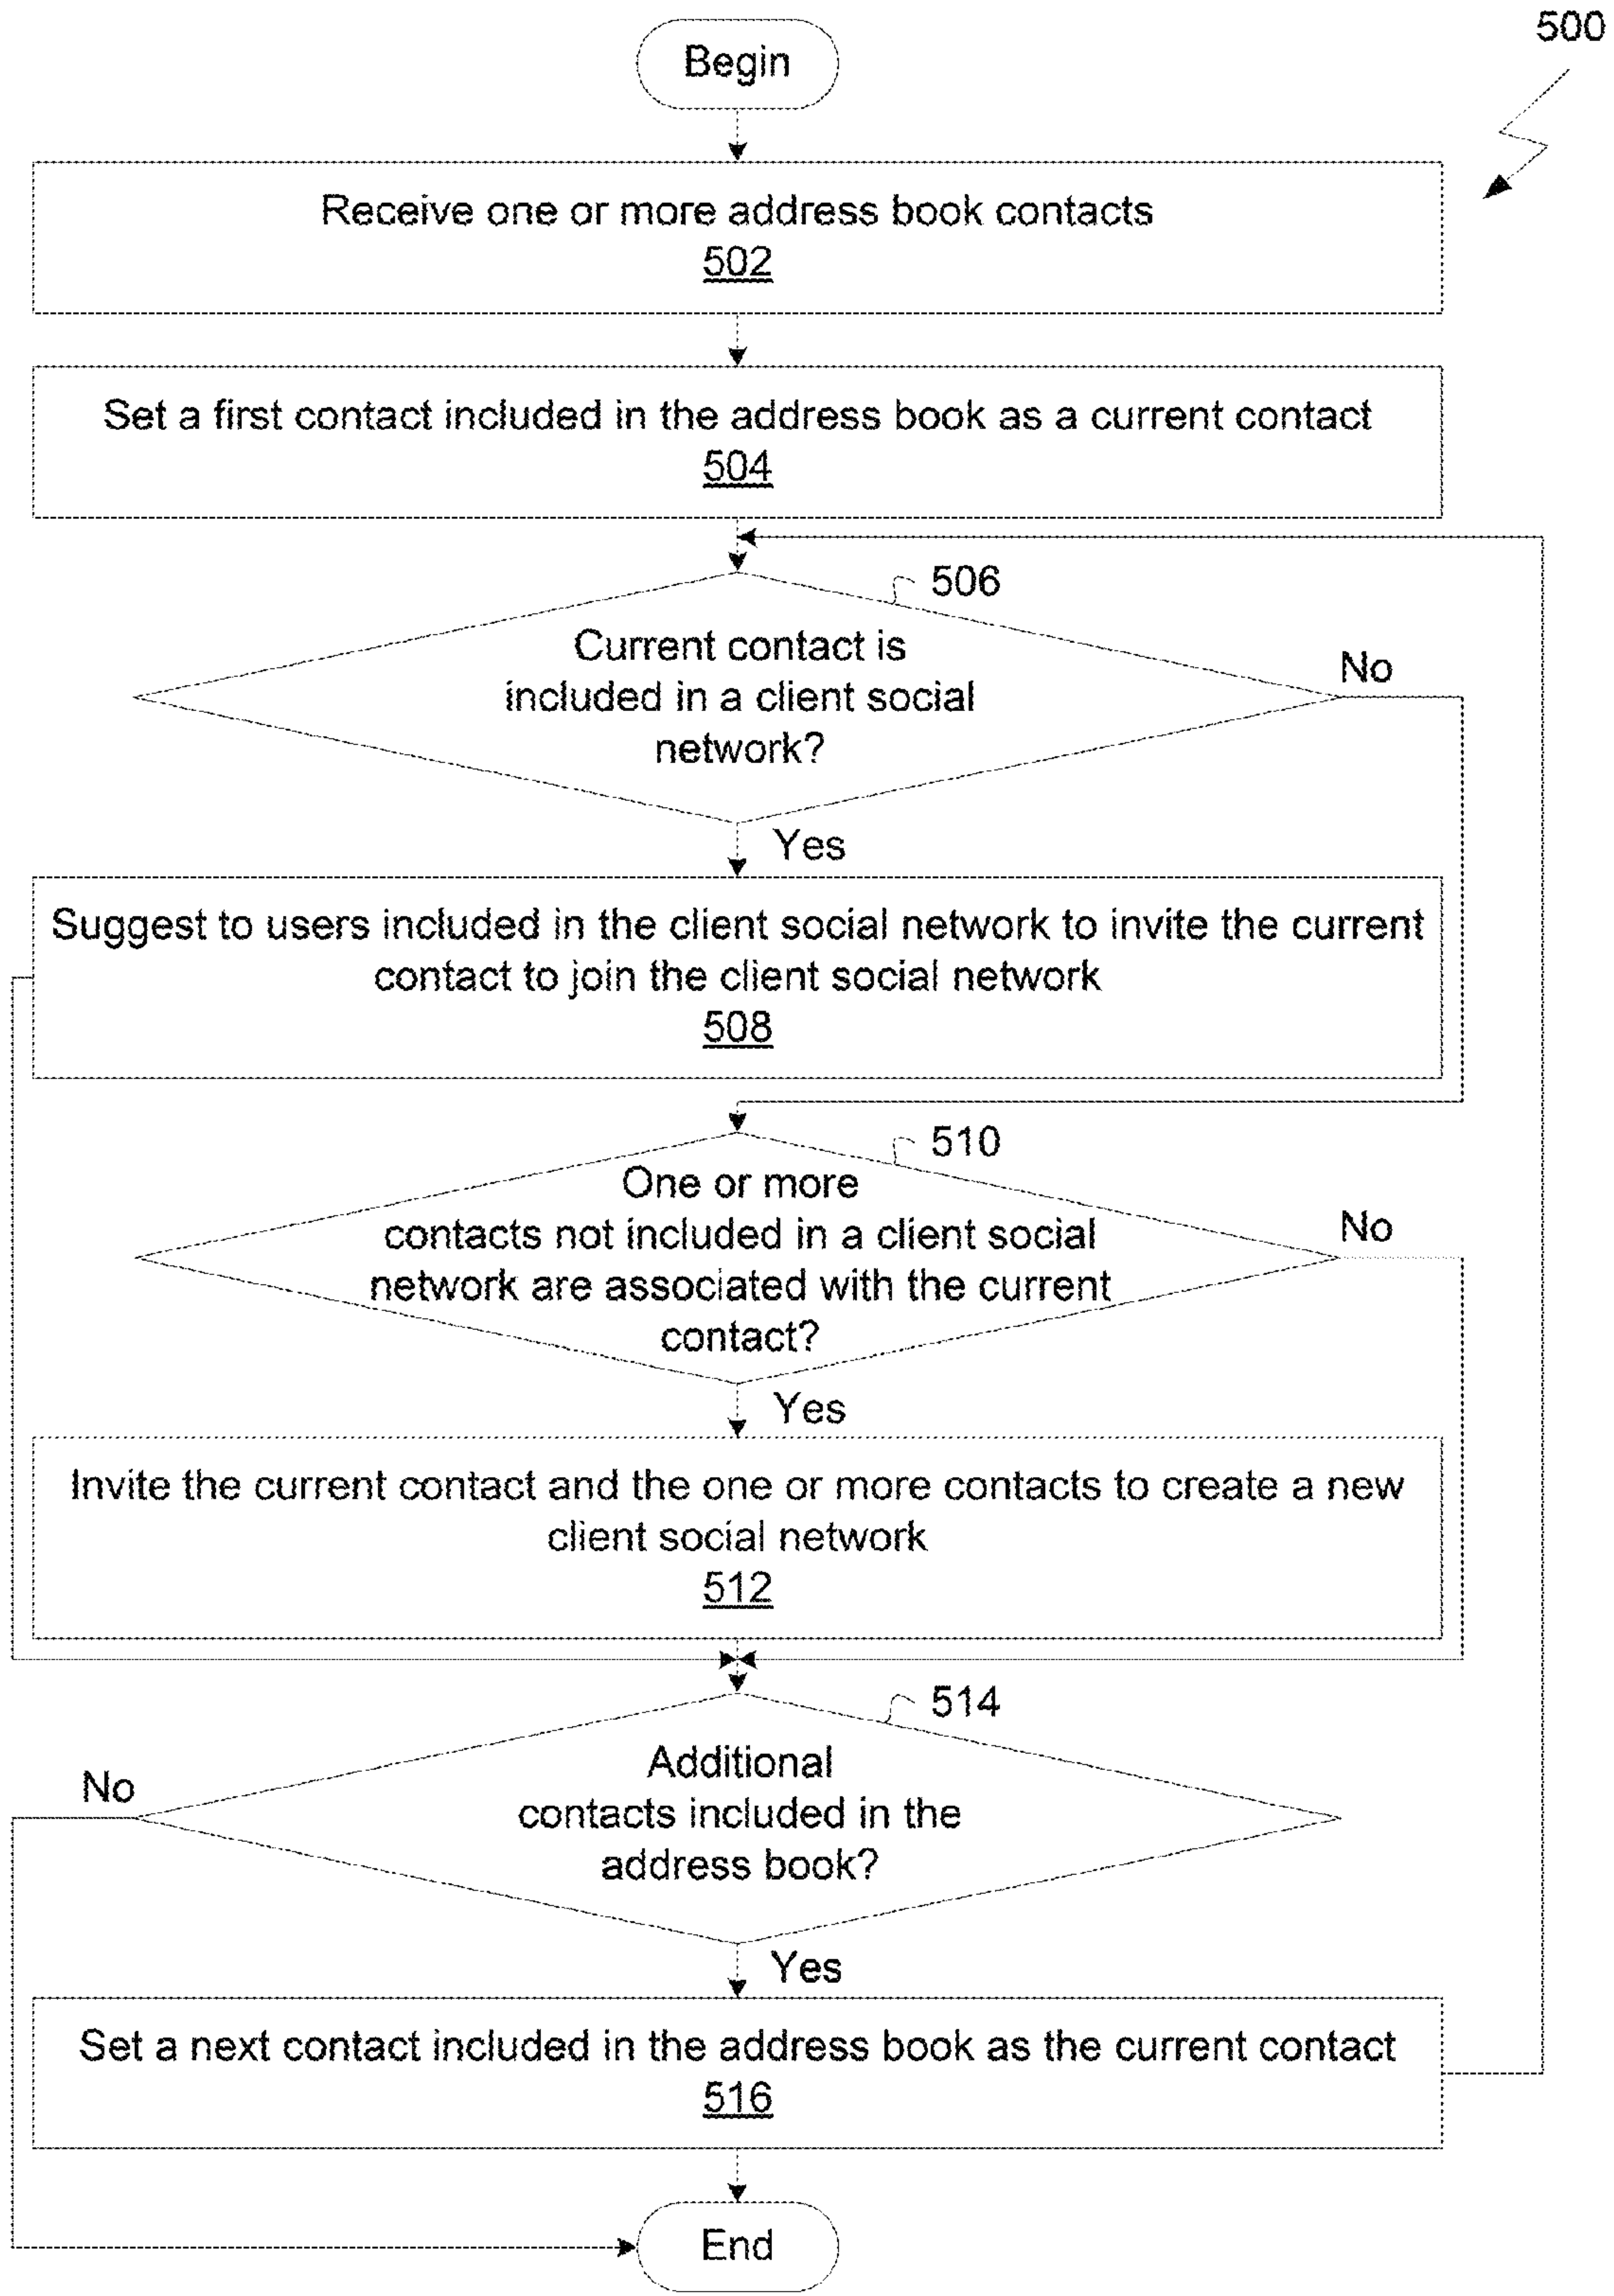 500
Begin
Receive one or more address book contacts
502
Set a first contact included in the address book as a current contact
504
506
Current contact is
included in a client social
network?
No
Yes
Suggest to users included in the client social network to invite the current
contact to join the client social network
508
510
One or more
contacts not included in a client social
network are associated with the current
contact?
No
Yes
Invite the current contact and the one or more contacts to create a new
client social network
512
514
Additional
contacts included in the
address book?
No
Yes
Set a next contact included in the address book as the current contact
516
End